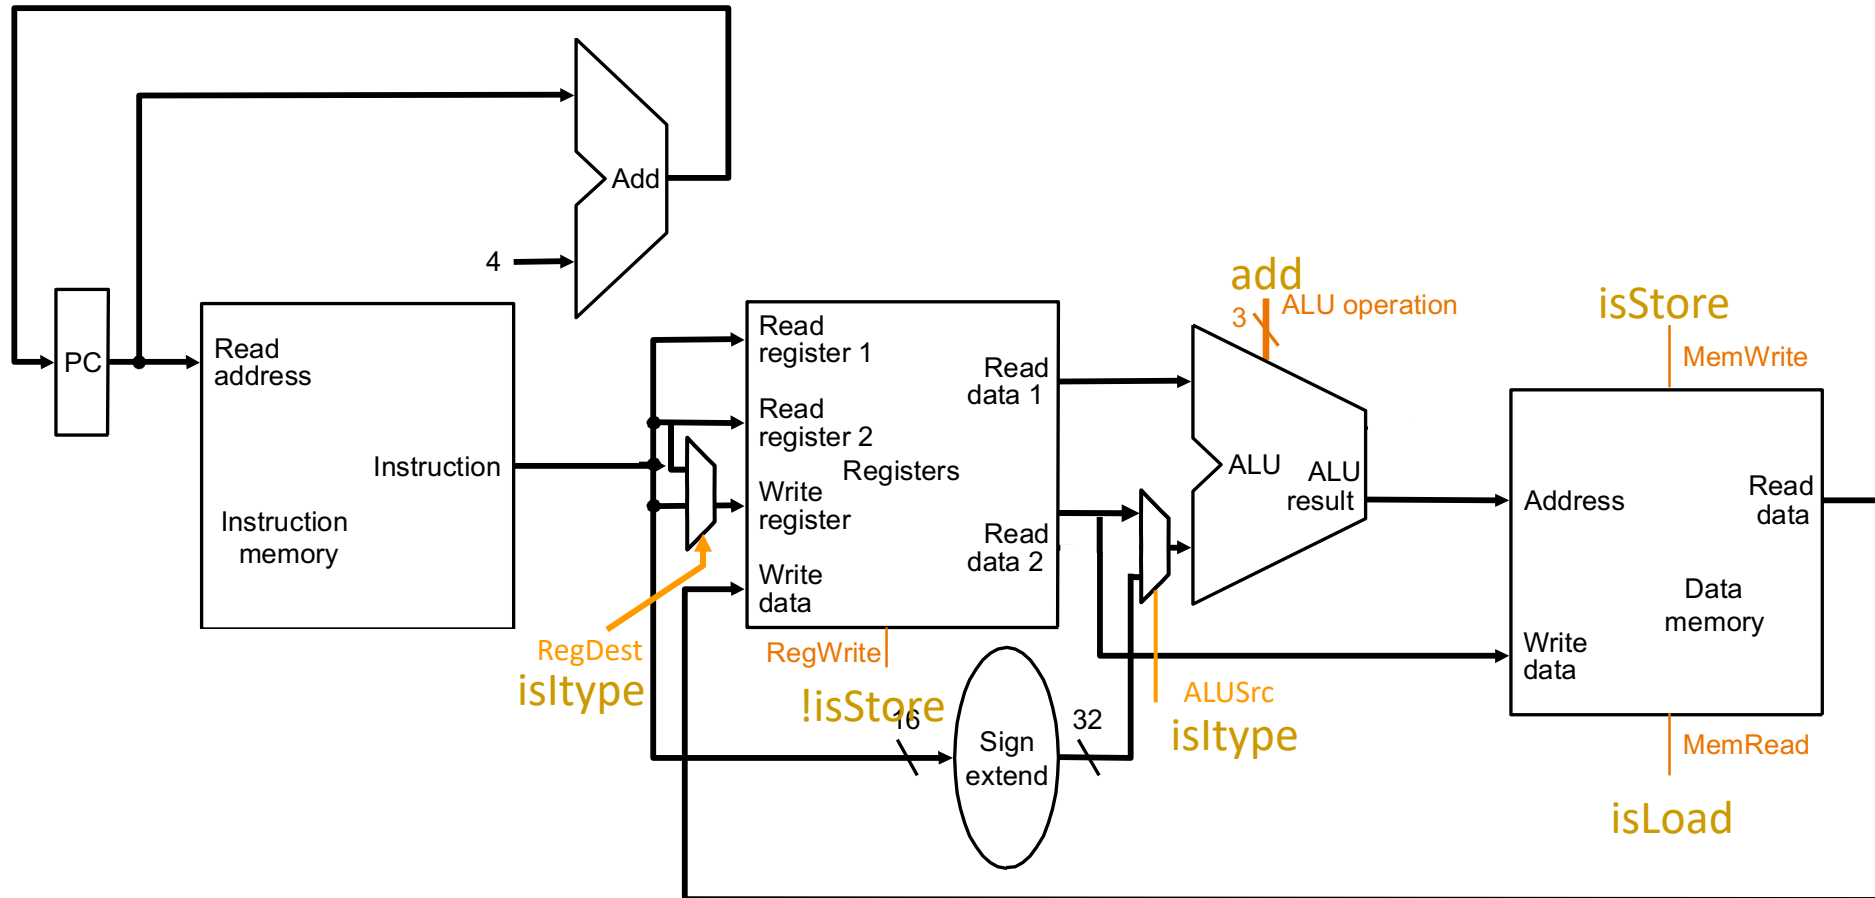 Add
4
add
3
ALU operation
isStore
MemWrite
PC
Read
address
Instruction
Instruction
memory
Read
register 1
Read
register 2
Registers
Write
register
Write
data
Read
data 1
Read
data 2
ALU
ALU
result
Address
Read
data
Data
memory
Write
data
RegDest
isItype
RegWrite
!isStore
16
Sign
extend
32
ALUSrc
isItype
MemRead
isLoad